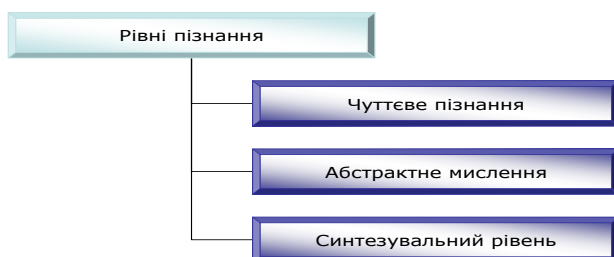 Рівні пізнання
Чуттєве пізнання
Абстрактне мислення
Синтезувальний рівень